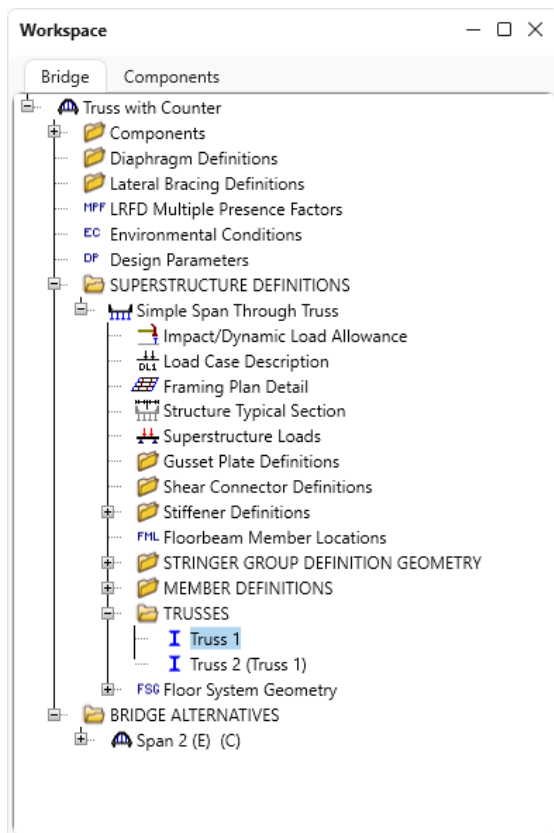 Workspace
Bridge Components
Truss with Counter
Components
Diaphragm Definitions
Lateral Bracing Definitions
MPF LRFD Multiple Presence Factors
EC Environmental Conditions
DP Design Parameters
SUPERSTRUCTURE DEFINITIONS
Simple Span Through Truss
Impact/Dynamic Load Allowance
DL1 Load Case Description
Framing Plan Detail
Structure Typical Section
Superstructure Loads
Gusset Plate Definitions
Shear Connector Definitions
Stiffener Definitions
FML Floorbeam Member Locations
STRINGER GROUP DEFINITION GEOMETRY
MEMBER DEFINITIONS
TRUSSES
Truss 1
Truss 2 (Truss 1)
FSG Floor System Geometry
BRIDGE ALTERNATIVES
Span 2 (E) (C)